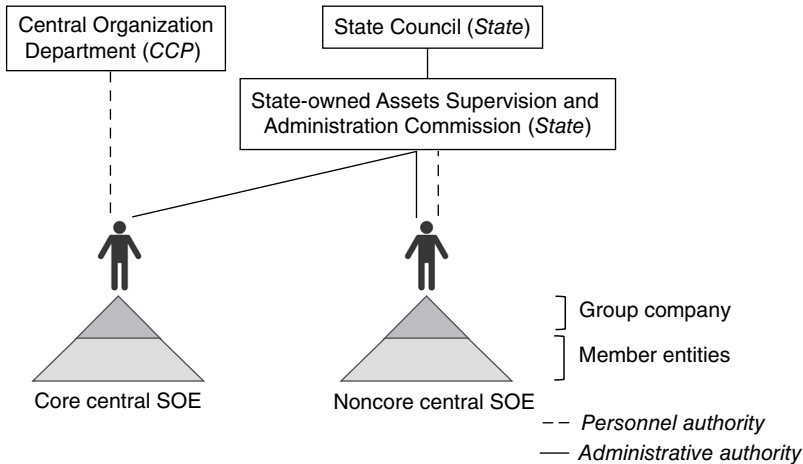 Central Organization
Department (CCP)
State Council (State)
State-owned Assets Supervision and
Administration Commission (State)
Group company
Member entities
Core central SOE
Noncore central SOE
Personnel authority
Administrative authority